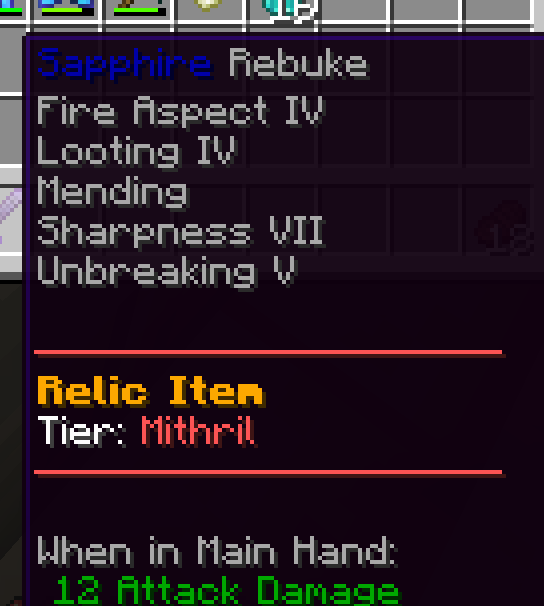 Sapphire Rebuke
Fire Aspect IV
Looting IV
Mending
Sharpness VII
Unbreaking V
Relic Item
Tier: Mithril
When in Main Hand:
12 Attack Damage